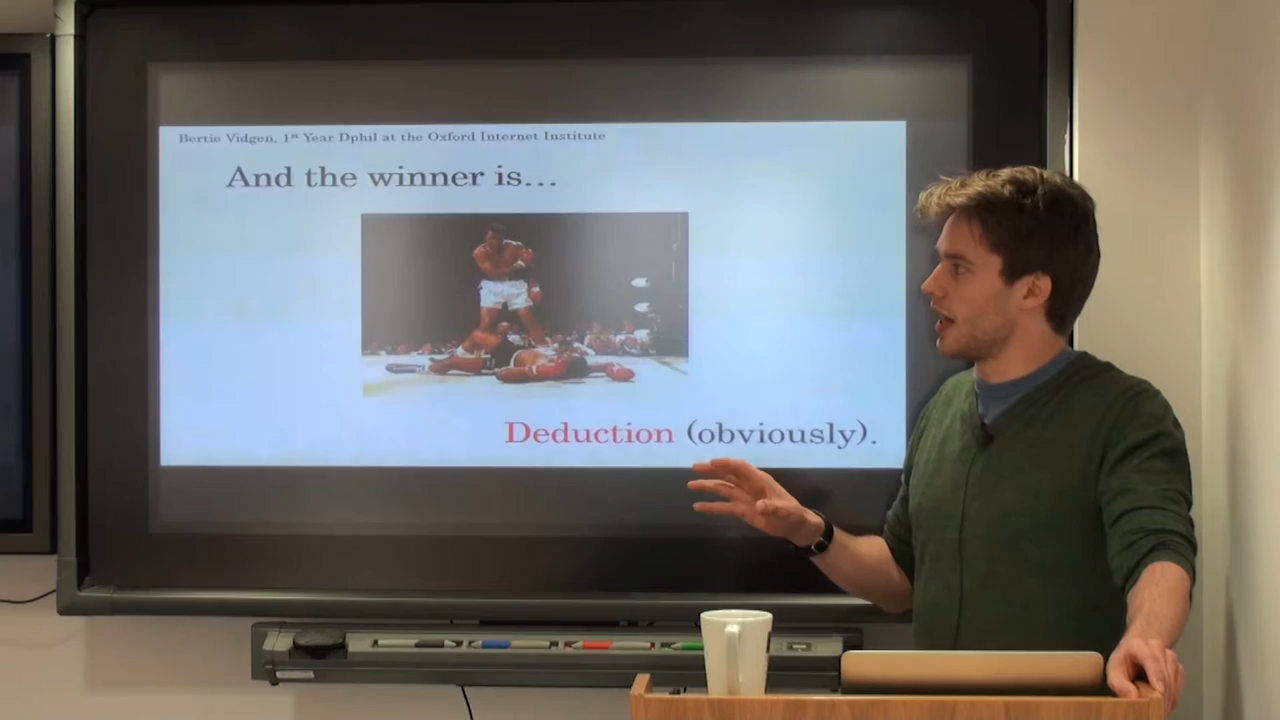 Bertie Vidgen, 1st Year Dphil at the Oxford Internet Institute
And the winner is...
Deduction (obviously).